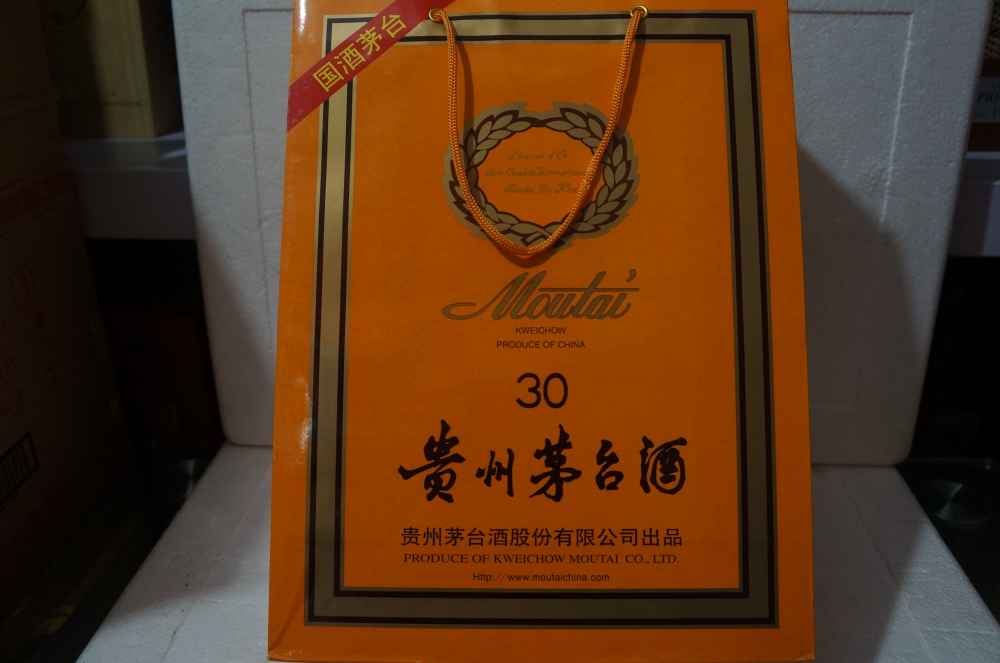 国酒茅台
Moutai
KWEICHOW
PRODUCE OF CHINA
30
贵州茅台酒
贵州茅台酒股份有限公司出品
PRODUCE OF KWEICHOW MOUTAI CO., LTD.
Http://www.moutaichina.com